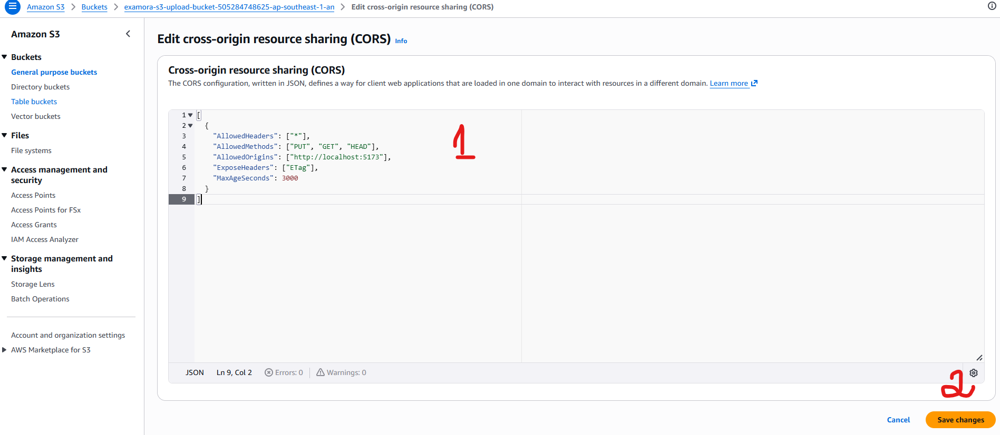 Amazon S3 > Buckets > examora-s3-upload-bucket-505284748625-ap-southeast-1-an > Edit cross-origin resource sharing (CORS)
Amazon S3
Buckets
General purpose buckets
Directory buckets
Table buckets
Vector buckets
Files
File systems
Access management and
security
Access Points
Access Points for FSx
Access Grants
IAM Access Analyzer
Storage management and
insights
Storage Lens
Batch Operations
Account and organization settings
AWS Marketplace for S3
Edit cross-origin resource sharing (CORS) Info
Cross-origin resource sharing (CORS)
The CORS configuration, written in JSON, defines a way for client web applications that are loaded in one domain to interact with resources in a different domain. Learn more
1 [
2 {
3 "AllowedHeaders": ["*"],
4 "AllowedMethods": ["PUT", "GET", "HEAD"],
5 "AllowedOrigins": ["http://localhost:5173"],
6 "ExposeHeaders": ["ETag"],
7 "MaxAgeSeconds": 3000
8 }
9 ]
1
JSON Ln 9, Col 2 Errors: 0 Warnings: 0
2
Cancel Save changes